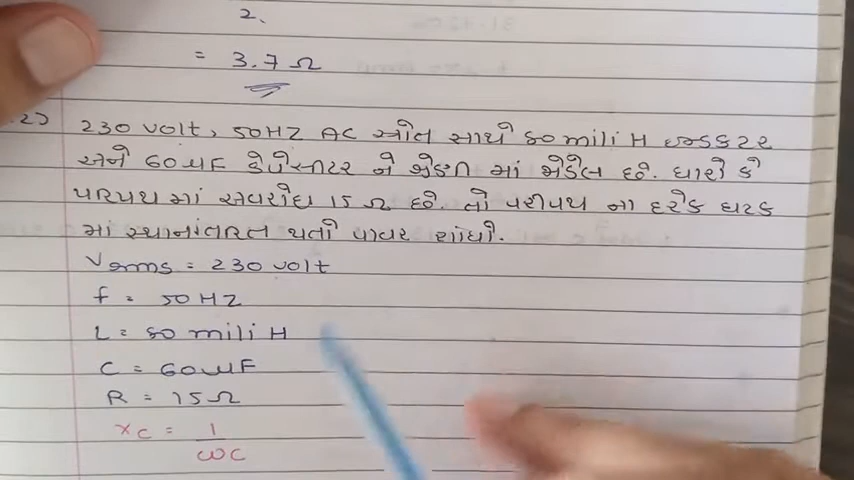 2.
= 3.7 Ω
2) 230 volt, 50HZ AC સ્ત્રોત સાથે 80 mili H ઇન્ડક્ટર
અને 60 μF કેપેસીટર ને શ્રેણી માં જોડેલ છે. ધારો કે
પરિપથ માં અવરોધ 15 Ω છે. તો પરીપથ ના દરેક ઘટક
માં સ્થાનાંતરિત થતો પાવર શોધો.
Vrms = 230 volt
f = 50 HZ
L = 80 mili H
C = 60 μF
R = 15 Ω
xc = 1
ωc